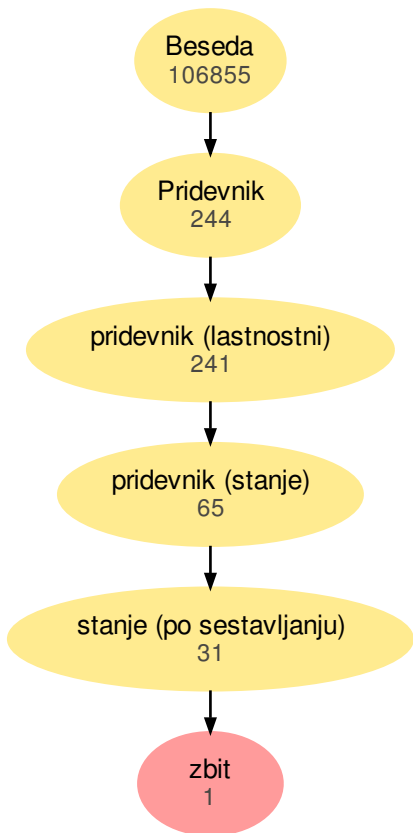 Beseda
106855
Pridevnik
244
pridevnik (lastnostni)
241
pridevnik (stanje)
65
stanje (po sestavljanju)
31
zbit
1